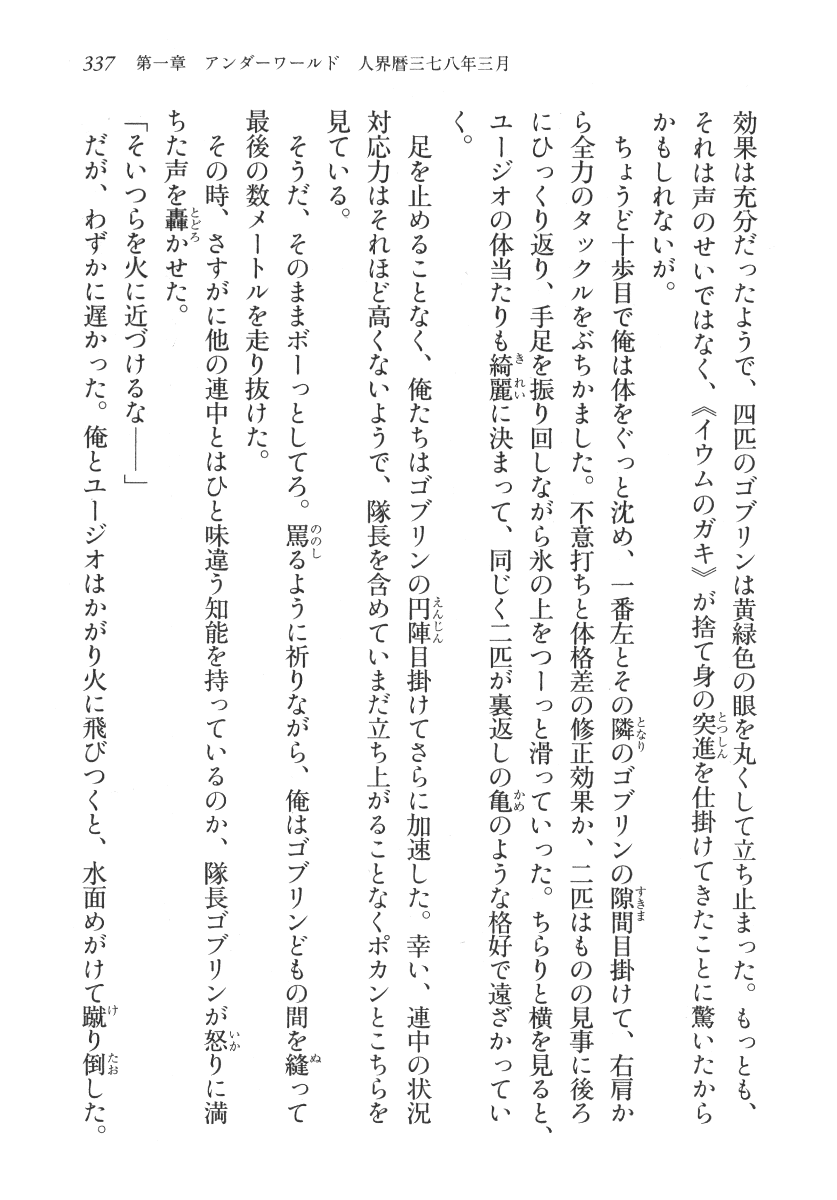 337　第一章　アンダーワールド　人界暦三七八年三月
効果は充分だったようで、四匹のゴブリンは黄緑色の眼を丸くして立ち止まった。もっとも、
それは声のせいではなく、《イウムのガキ》が捨て身の突進を仕掛けてきたことに驚いたから
かもしれないが。
　ちょうど十歩目で俺は体をぐっと沈め、一番左とその隣のゴブリンの隙間目掛けて、右肩か
ら全力のタックルをぶちかました。不意打ちと体格差の修正効果か、二匹はものの見事に後ろ
にひっくり返り、手足を振り回しながら氷の上をつーっと滑っていった。ちらりと横を見ると、
ユージオの体当たりも綺麗に決まって、同じく二匹が裏返しの亀のような格好で遠ざかってい
く。
　足を止めることなく、俺たちはゴブリンの円陣目掛けてさらに加速した。幸い、連中の状況
対応力はそれほど高くないようで、隊長を含めていまだ立ち上がることなくポカンとこちらを
見ている。
　そうだ、そのままボーっとしてろ。罵るように祈りながら、俺はゴブリンどもの間を縫って
最後の数メートルを走り抜けた。
　その時、さすがに他の連中とはひと味違う知能を持っているのか、隊長ゴブリンが怒りに満
ちた声を轟かせた。
「そいつらを火に近づけるな――」
　だが、わずかに遅かった。俺とユージオはかがり火に飛びつくと、水面めがけて蹴り倒した。